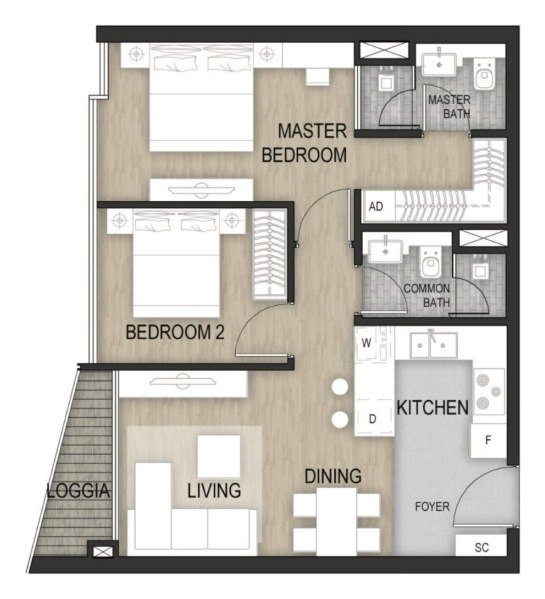 MASTER
BATH
MASTER
BEDROOM
AD
COMMON
BATH
BEDROOM 2
W
KITCHEN
D
F
LOGGIA
LIVING
DINING
FOYER
SC